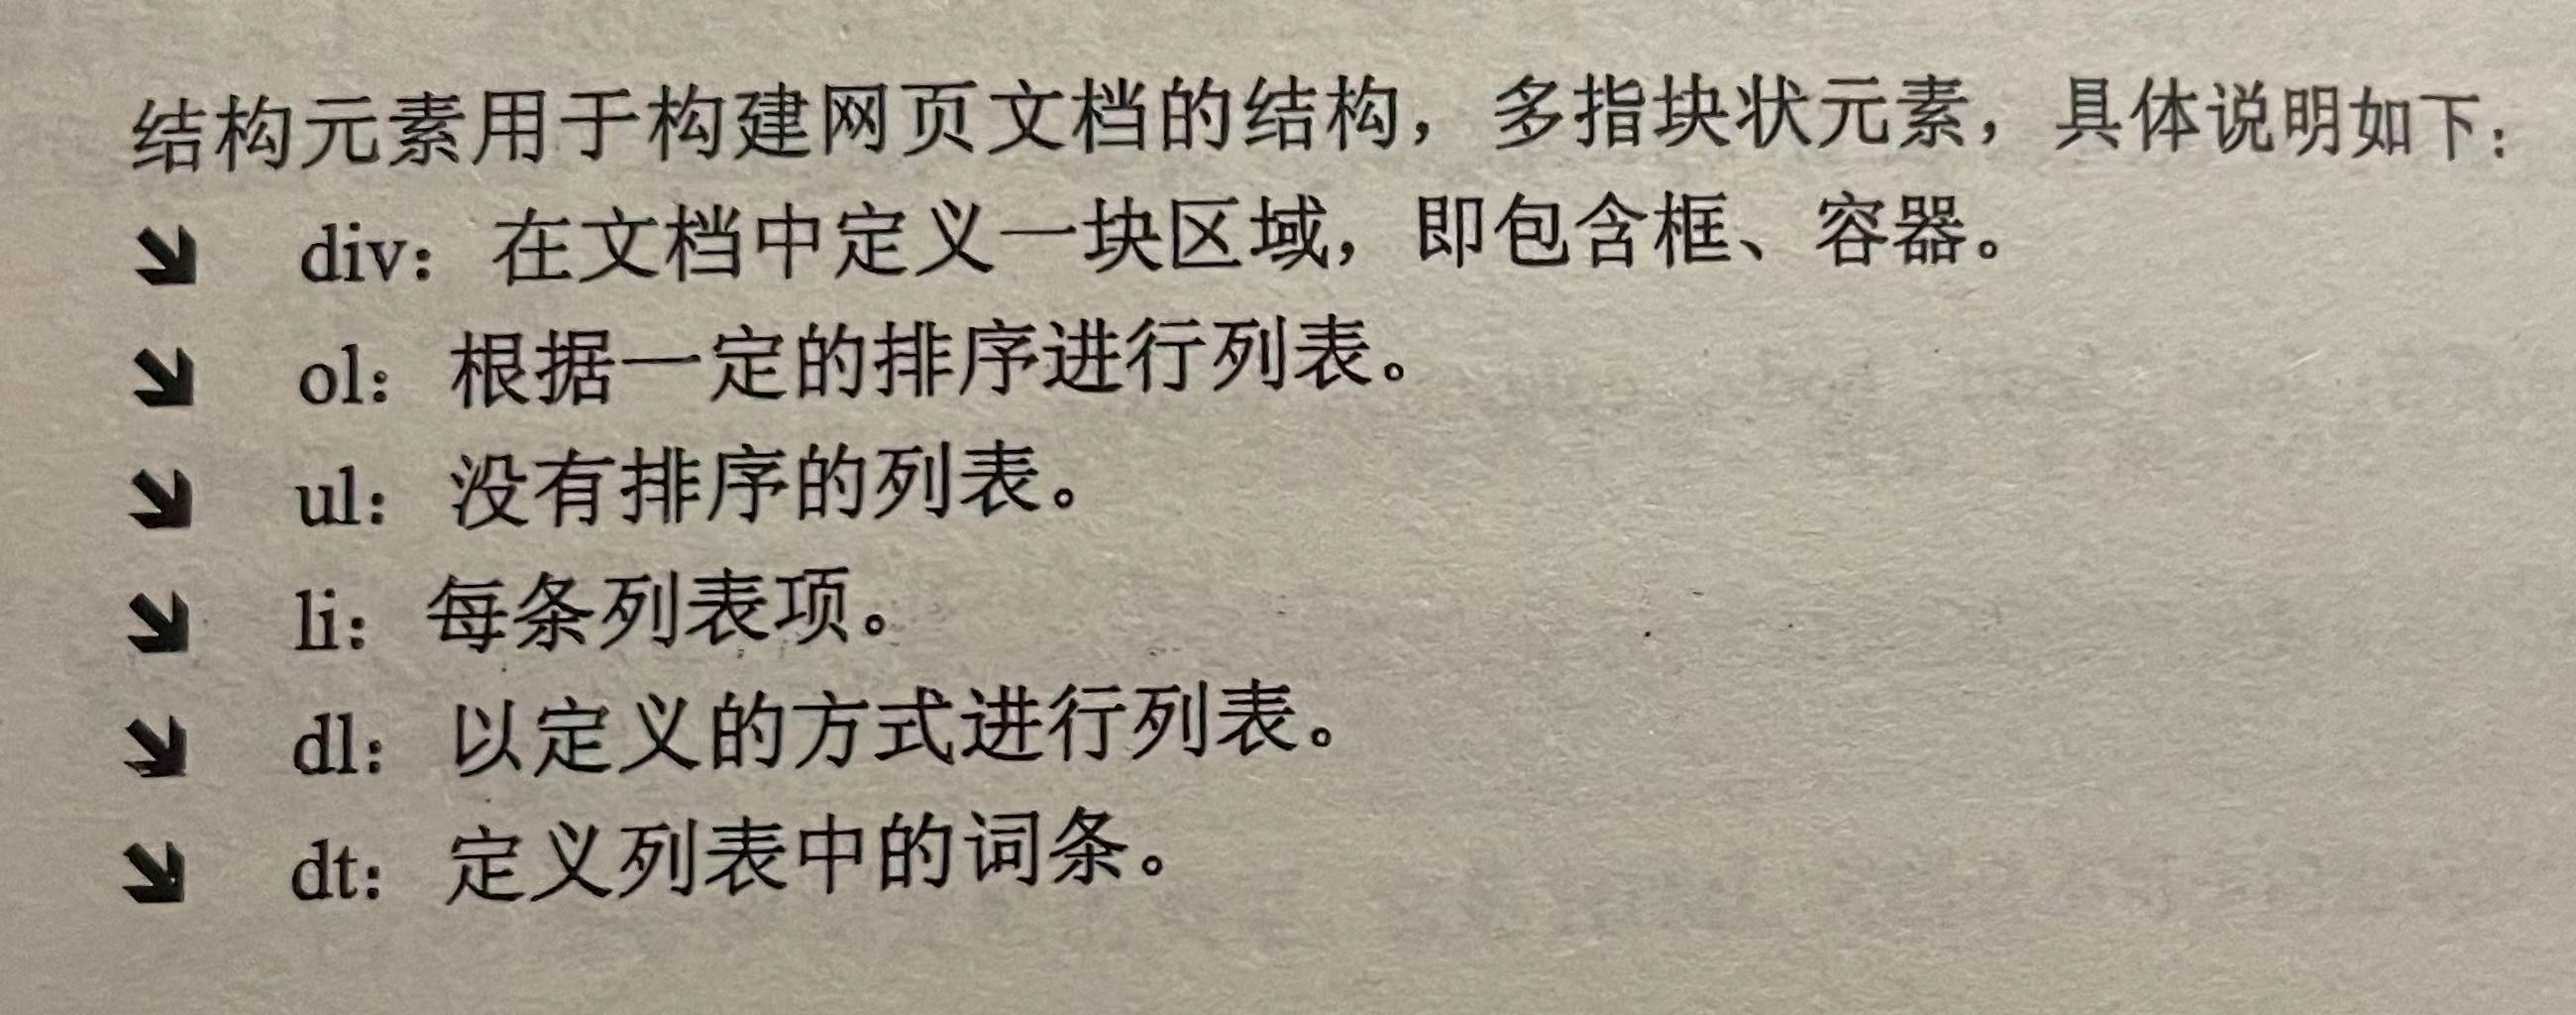 结构元素用于构建网页文档的结构，多指块状元素，具体说明如下：
div：在文档中定义一块区域，即包含框、容器。
ol：根据一定的排序进行列表。
ul：没有排序的列表。
li：每条列表项。
dl：以定义的方式进行列表。
dt：定义列表中的词条。